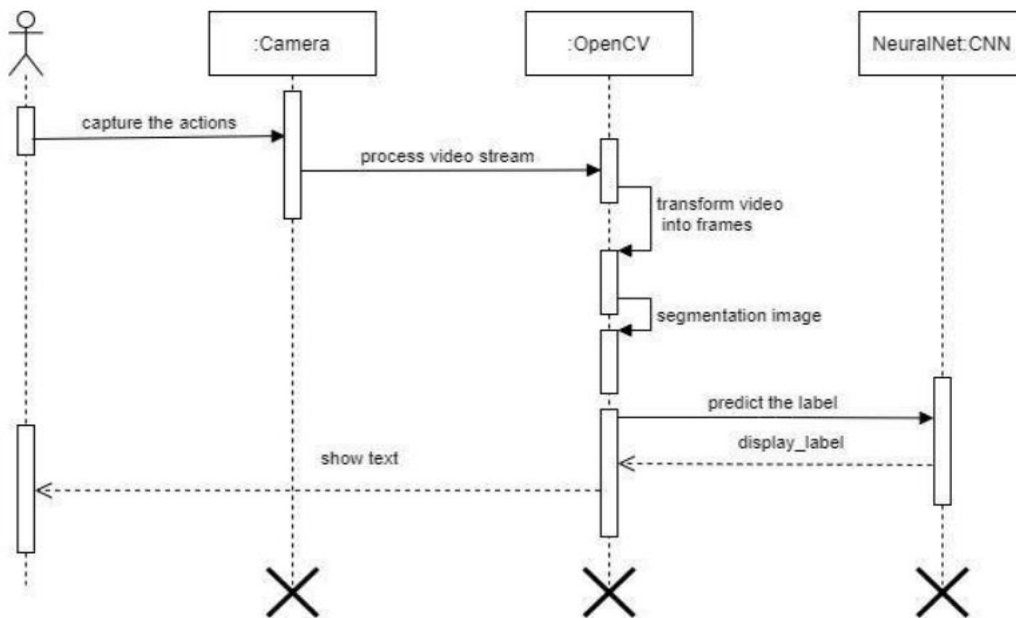 :Camera
:OpenCV
NeuralNet:CNN
capture the actions
process video stream
transform video
into frames
segmentation image
predict the label
display_label
show text